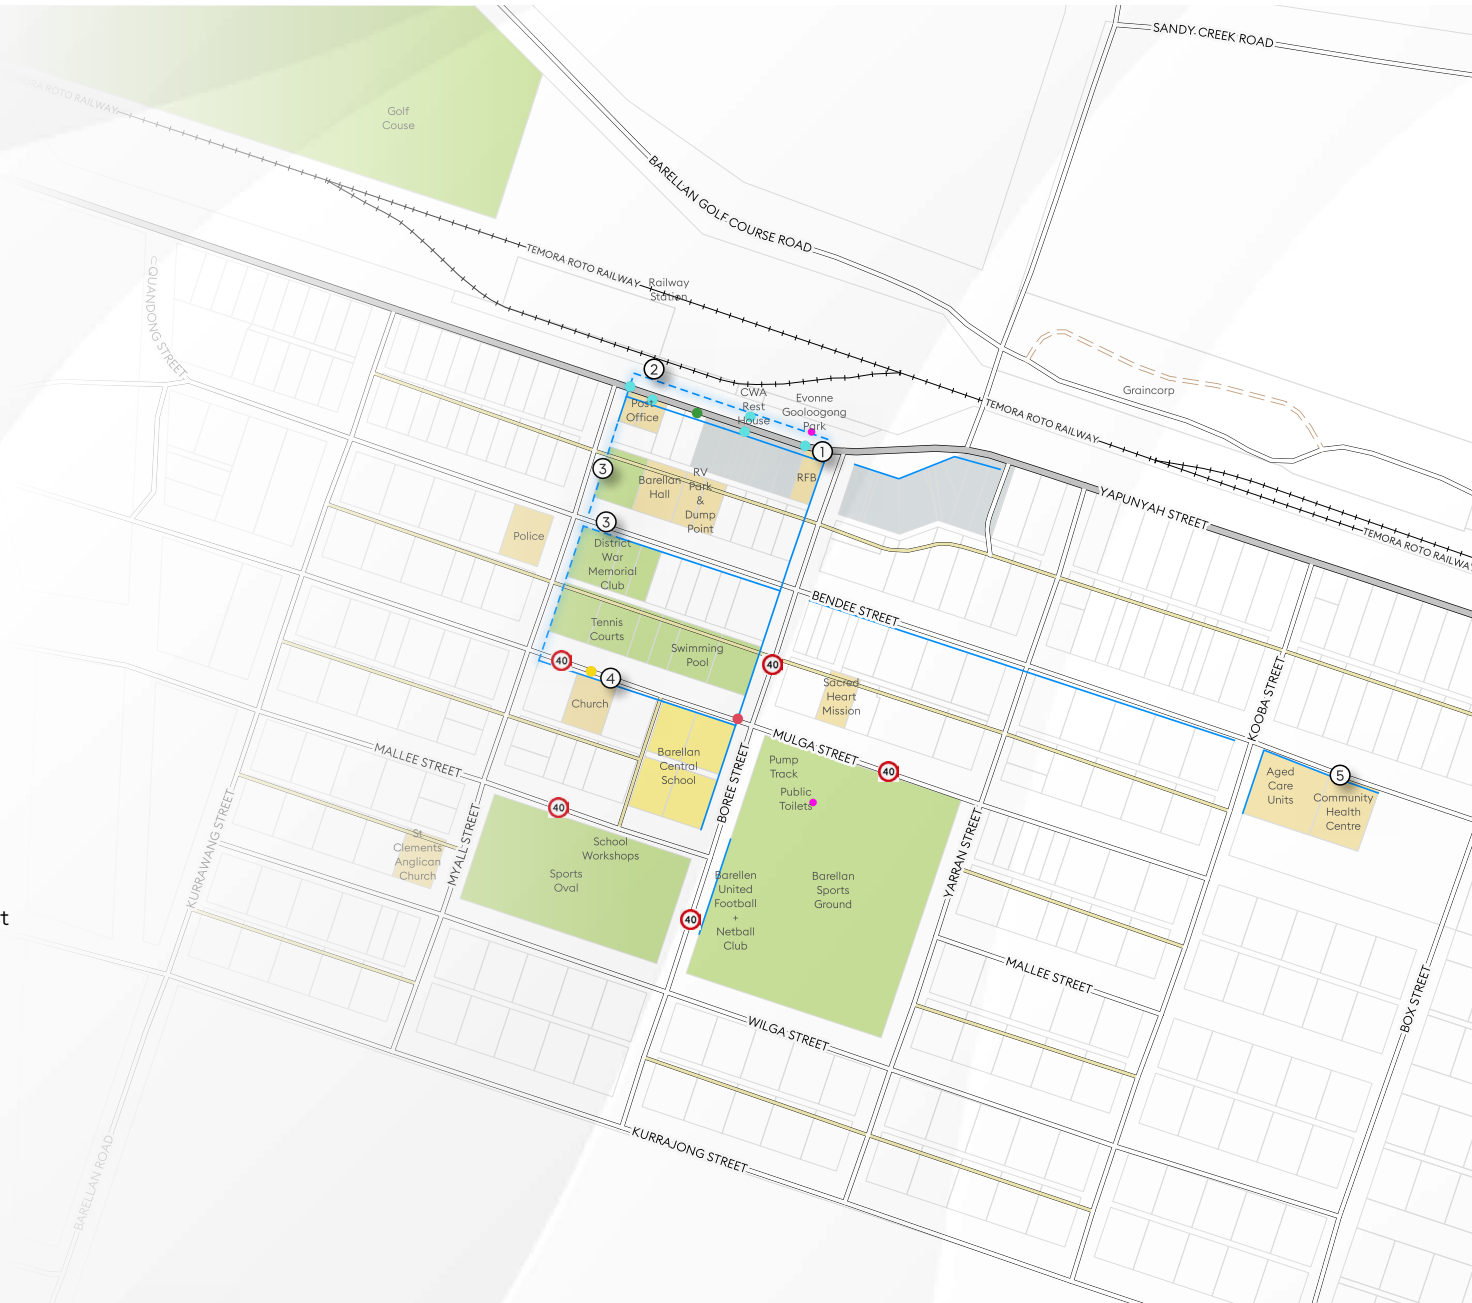 SANDY CREEK ROAD
RA ROTO RAILWAY
Golf
Couse
BARELLAN GOLF COURSE ROAD
TEMORA ROTO RAILWAY
Railway
Station
QUANDONG STREET
2
CWA
Rest
House
Evonne
Gooloogong
Park
Graincorp
TEMORA ROTO RAILWAY
Post
Office
1
3
Barellan
Hall
RV
Park
&
Dump
Point
RFB
YAPUNYAH STREET
TEMORA ROTO RAILWAY
3
Police
District
War
Memorial
Club
BENDEE STREET
Tennis
Courts
Swimming
Pool
40
40
4
Church
Sacred
Heart
Mission
KOOBA STREET
MALLEE STREET
Barellan
Central
School
BOREE STREET
MULGA STREET
Pump
Track
Public
Toilets
40
Aged
Care
Units
5
Community
Health
Centre
40
KURRAWANG STREET
MYALL STREET
St
Clements
Anglican
Church
School
Workshops
Sports
Oval
YARRAN STREET
Barellen
United
Football
+
Netball
Club
Barellan
Sports
Ground
40
t
MALLEE STREET
BOX STREET
WILGA STREET
KURRAJONG STREET
BARELLAN ROAD